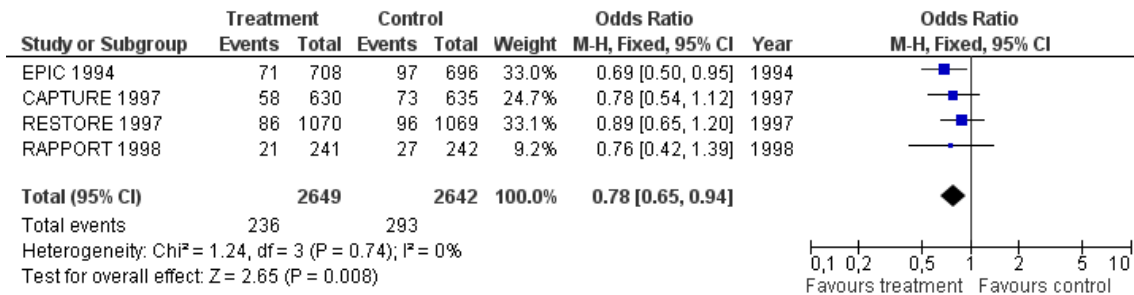 Treatment Control Odds Ratio Odds Ratio
Study or Subgroup Events Total Events Total Weight M-H, Fixed, 95% CI Year M-H, Fixed, 95% CI
EPIC 1994 71 708 97 696 33.0% 0.69 [0.50, 0.95] 1994
CAPTURE 1997 58 630 73 635 24.7% 0.78 [0.54, 1.12] 1997
RESTORE 1997 86 1070 96 1069 33.1% 0.89 [0.65, 1.20] 1997
RAPPORT 1998 21 241 27 242 9.2% 0.76 [0.42, 1.39] 1998
Total (95% CI) 2649 2642 100.0% 0.78 [0.65, 0.94]
Total events 236 293
Heterogeneity: Chi² = 1.24, df = 3 (P = 0.74); I² = 0%
Test for overall effect: Z = 2.65 (P = 0.008)
0,1 0,2 0,5 1 2 5 10
Favours treatment Favours control